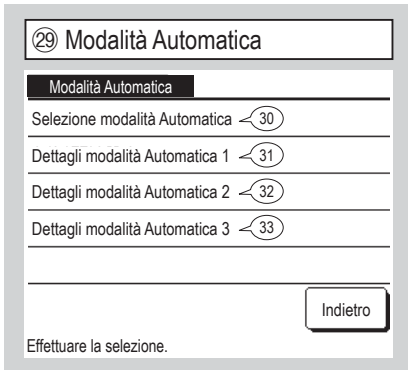 29 Modalità Automatica
Modalità Automatica
Selezione modalità Automatica 30
Dettagli modalità Automatica 1 31
Dettagli modalità Automatica 2 32
Dettagli modalità Automatica 3 33
Indietro
Effettuare la selezione.